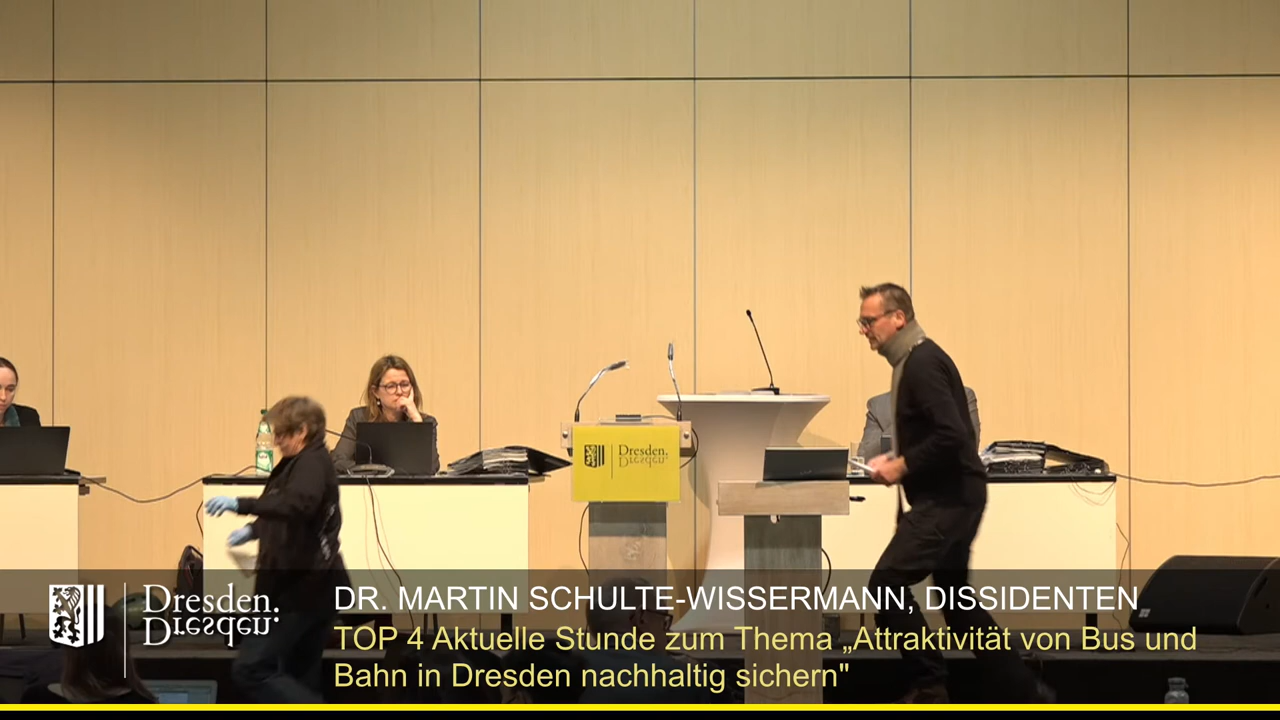 Dresden.
Dresden.
Dresden.
Dresden.
DR. MARTIN SCHULTE-WISSERMANN, DISSIDENTEN
TOP 4 Aktuelle Stunde zum Thema „Attraktivität von Bus und
Bahn in Dresden nachhaltig sichern"